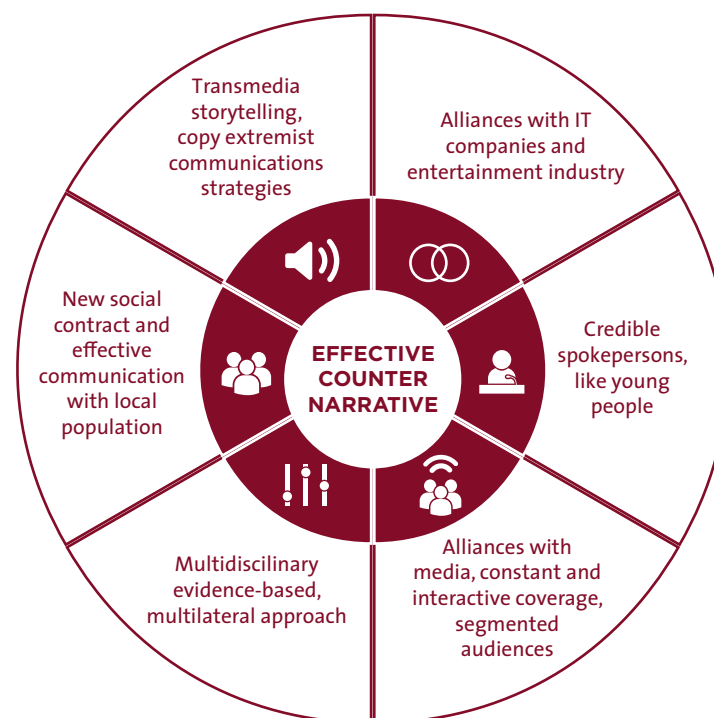 Transmedia
storytelling,
copy extremist
communications
strategies
Alliances with IT
companies and
entertainment industry
New social
contract and
effective
communication
with local
population
EFFECTIVE
COUNTER
NARRATIVE
Credible
spokepersons,
like young
people
Multidiscilinary
evidence-based,
multilateral approach
Alliances with
media, constant and
interactive coverage,
segmented
audiences